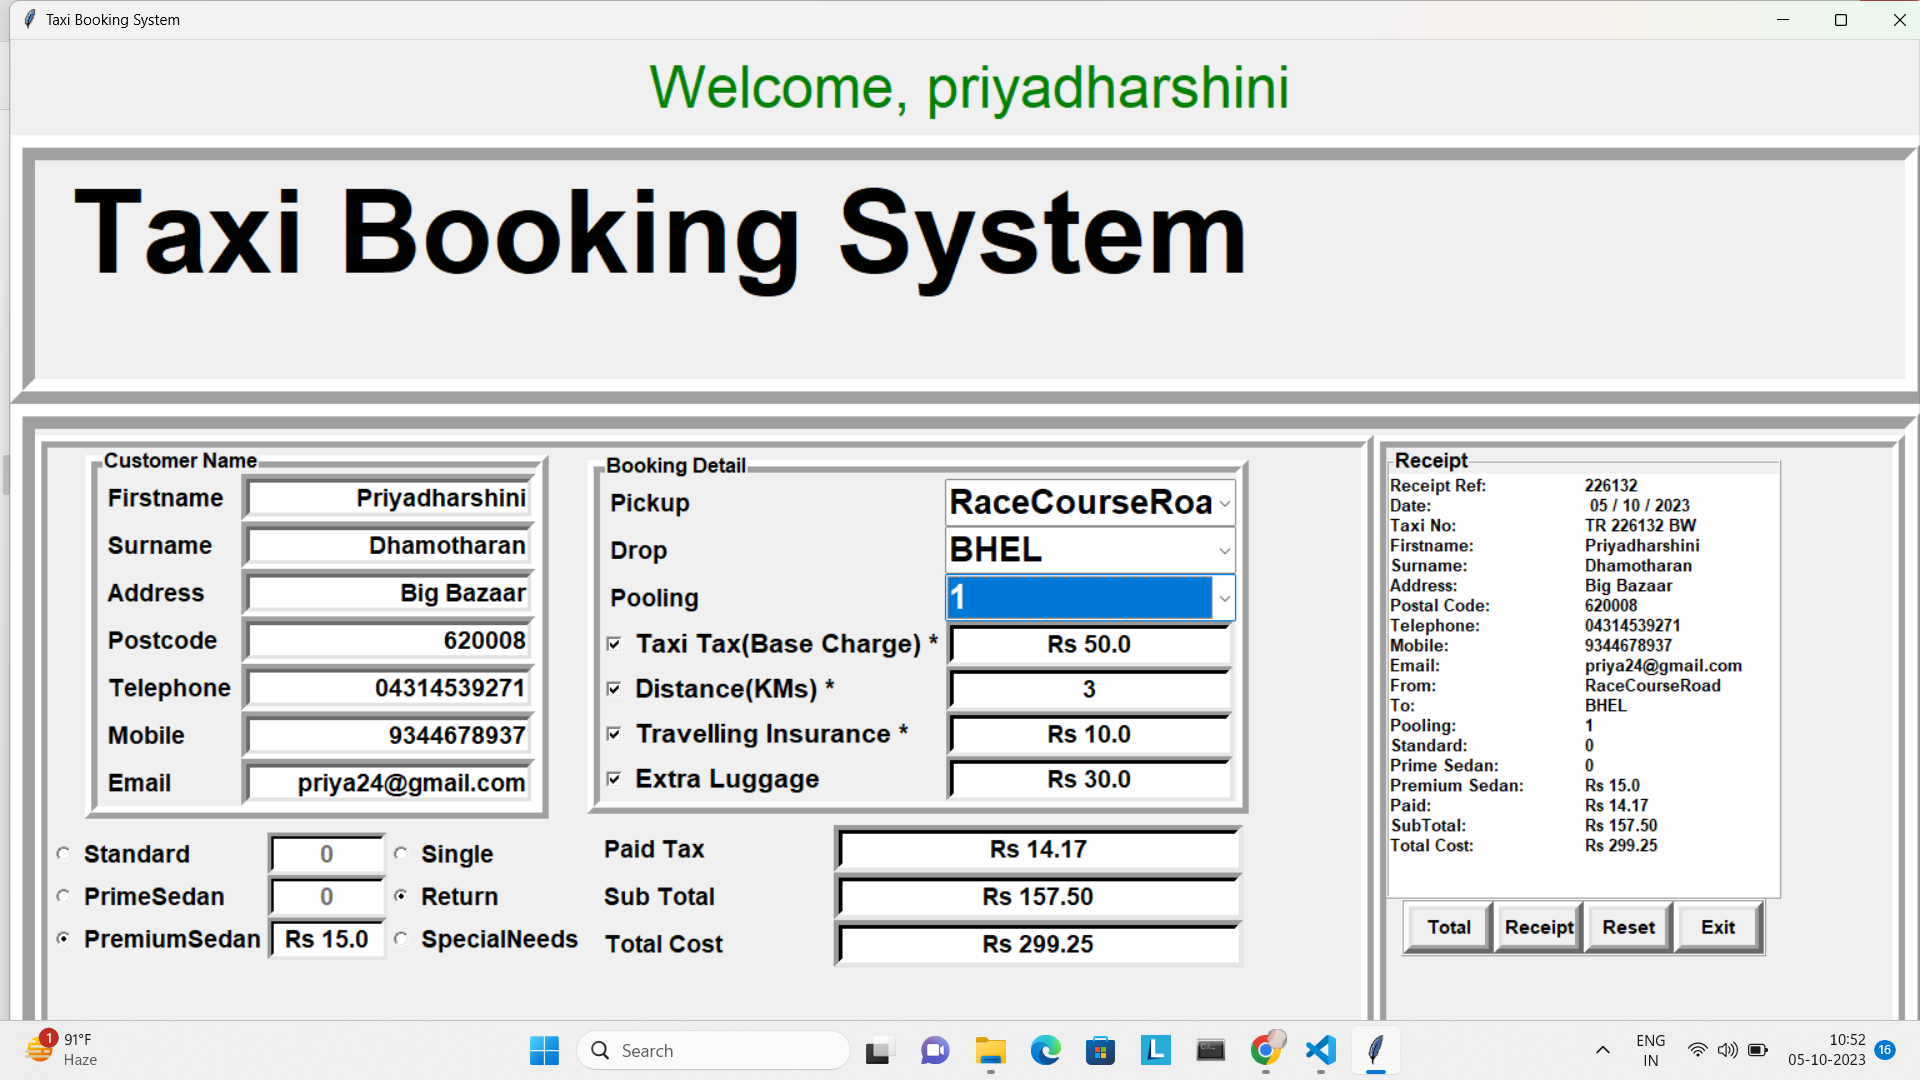 Taxi Booking System
Welcome, priyadharshini
Taxi Booking System
Customer Name
Firstname Priyadharshini
Surname Dhamotharan
Address Big Bazaar
Postcode 620008
Telephone 04314539271
Mobile 9344678937
Email priya24@gmail.com
Standard 0 Single
PrimeSedan 0 Return
PremiumSedan Rs 15.0 SpecialNeeds
Booking Detail
Pickup RaceCourseRoa
Drop BHEL
Pooling 1
Taxi Tax(Base Charge) * Rs 50.0
Distance(KMs) * 3
Travelling Insurance * Rs 10.0
Extra Luggage Rs 30.0
Paid Tax Rs 14.17
Sub Total Rs 157.50
Total Cost Rs 299.25
Receipt
Receipt Ref: 226132
Date: 05 / 10 / 2023
Taxi No: TR 226132 BW
Firstname: Priyadharshini
Surname: Dhamotharan
Address: Big Bazaar
Postal Code: 620008
Telephone: 04314539271
Mobile: 9344678937
Email: priya24@gmail.com
From: RaceCourseRoad
To: BHEL
Pooling: 1
Standard: 0
Prime Sedan: 0
Premium Sedan: Rs 15.0
Paid: Rs 14.17
SubTotal: Rs 157.50
Total Cost: Rs 299.25
Total Receipt Reset Exit
1
91°F
Haze
Search
L
ENG
IN
10:52
05-10-2023
16